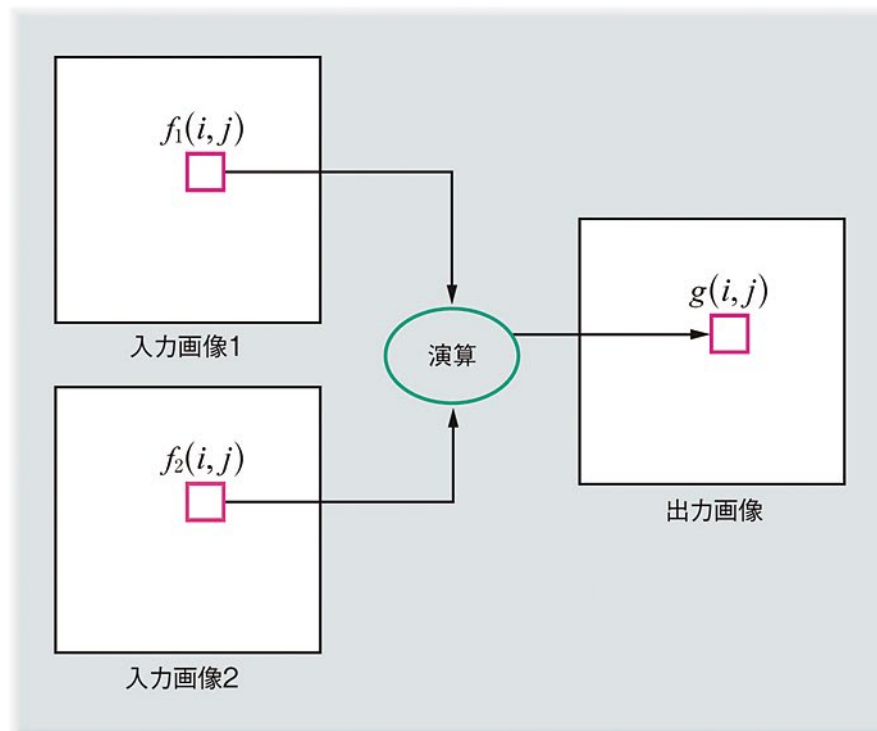 f₁(i, j)
入力画像1
f₂(i, j)
入力画像2
演算
g(i, j)
出力画像